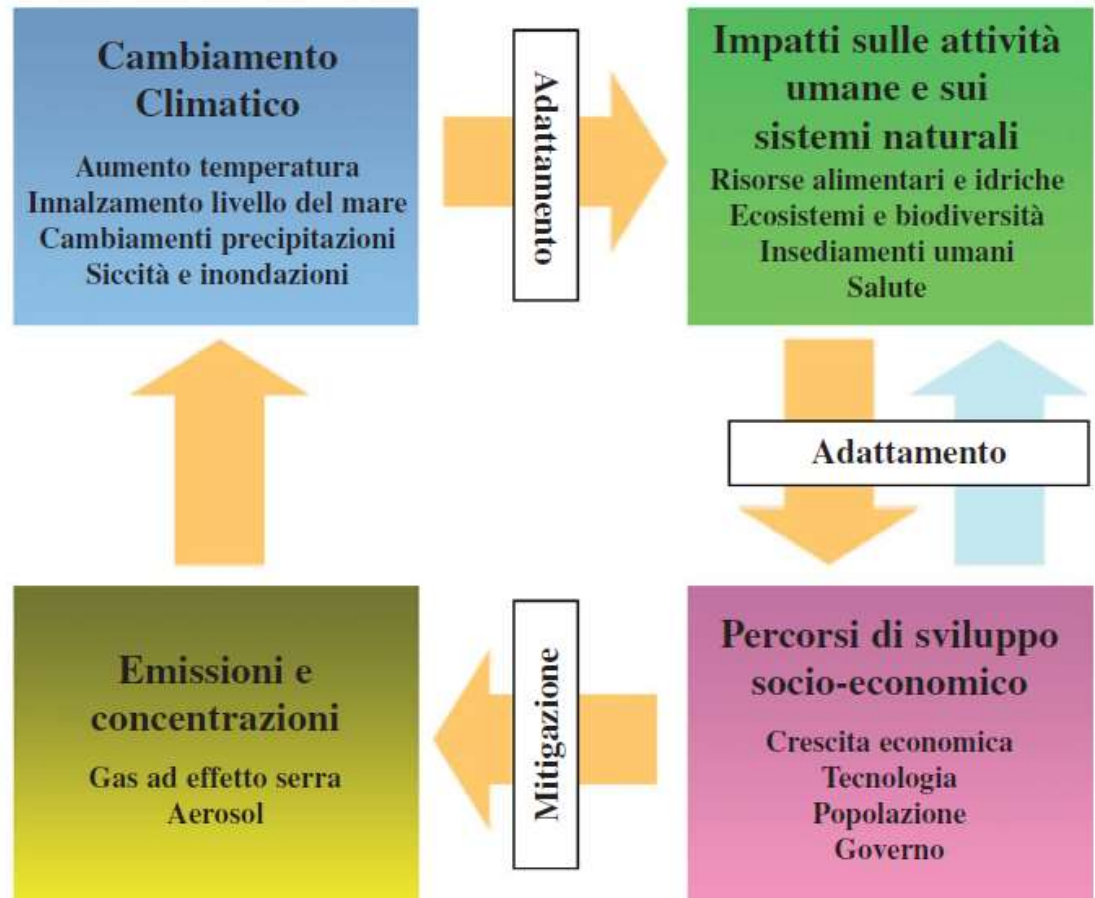 Cambiamento
Climatico
Aumento temperatura
Innalzamento livello del mare
Cambiamenti precipitazioni
Siccità e inondazioni
Adattamento
Impatti sulle attività
umane e sui
sistemi naturali
Risorse alimentari e idriche
Ecosistemi e biodiversità
Insediamenti umani
Salute
Adattamento
Emissioni e
concentrazioni
Gas ad effetto serra
Aerosol
Mitigazione
Percorsi di sviluppo
socio-economico
Crescita economica
Tecnologia
Popolazione
Governo